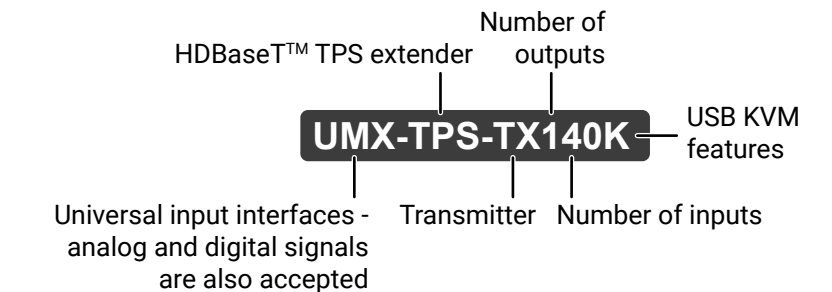 Number of
outputs
HDBaseT™ TPS extender
UMX-TPS-TX140K
USB KVM
features
Universal input interfaces -
analog and digital signals
are also accepted
Transmitter
Number of inputs